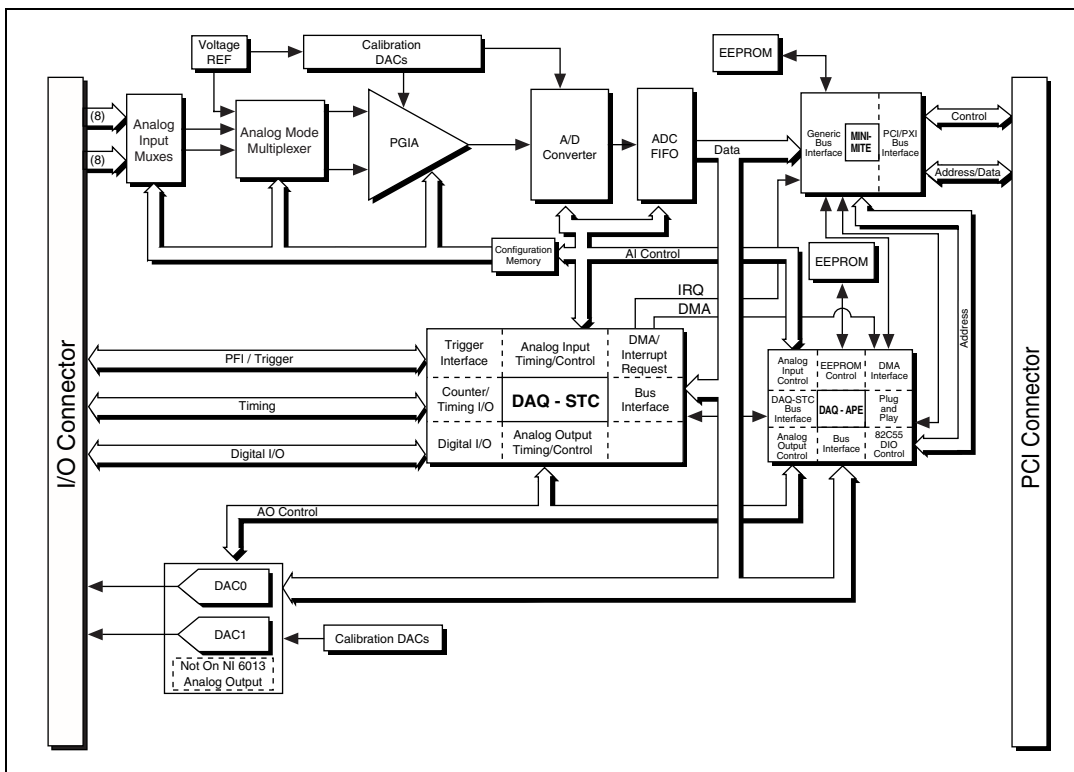 Voltage
REF
Calibration
DACs
EEPROM
(8)
(8)
Analog
Input
Muxes
Analog Mode
Multiplexer
PGIA
A/D
Converter
ADC
FIFO
Data
Generic
Bus
Interface
MINI-
MITE
PCI/PXI
Bus
Interface
Control
Address/Data
Configuration
Memory
AI Control
EEPROM
IRQ
DMA
Address
I/O Connector
PCI Connector
PFI / Trigger
Timing
Digital I/O
Trigger
Interface
Analog Input
Timing/Control
DMA/
Interrupt
Request
Counter/
Timing I/O
DAQ - STC
Bus
Interface
Digital I/O
Analog Output
Timing/Control
Analog
Input
Control
EEPROM
Control
DMA
Interface
DAQ-STC
Bus
Interface
DAQ - APE
Plug
and
Play
Analog
Output
Control
Bus
Interface
82C55
DIO
Control
AO Control
DAC0
DAC1
Calibration DACs
Not On NI 6013
Analog Output